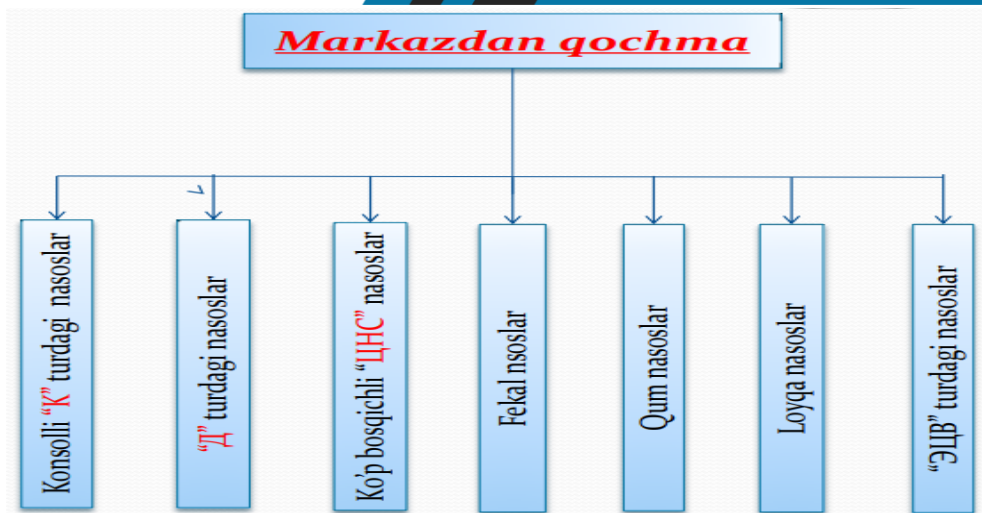 Markazdan qochma
Konsolli “K” turdagi nasoslar
“Д” turdagi nasoslar
Ko'p bosqichli “ЦНС” nasoslar
Fekal nsoslar
Qum nasoslar
Loyqa nasoslar
“ЭЦВ” turdagi nasoslar